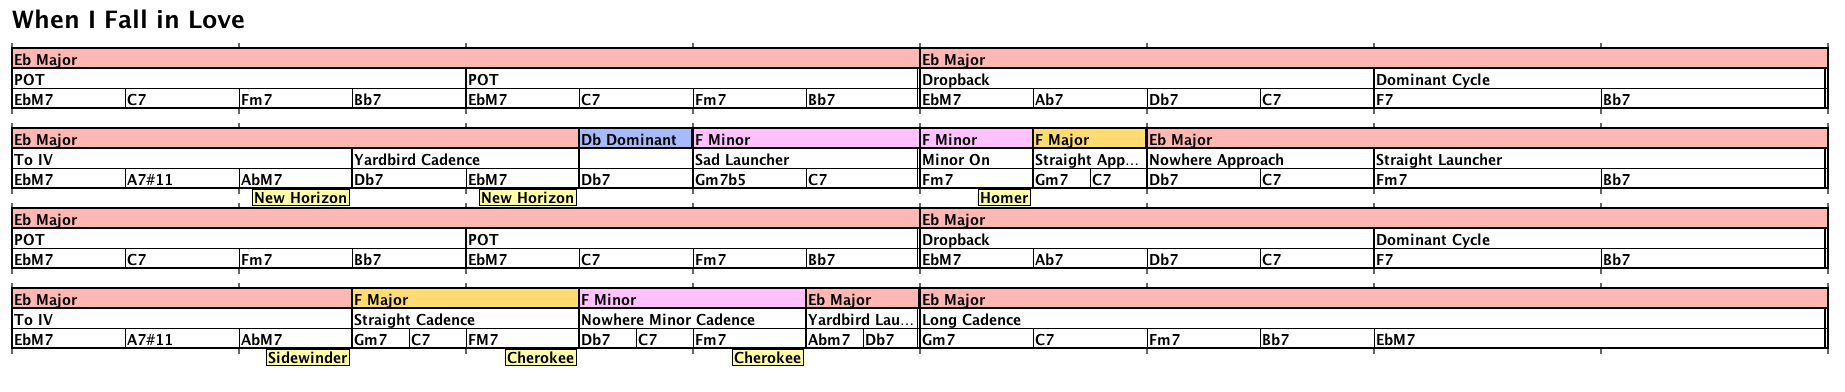 When I Fall in Love
Eb Major Eb Major
POT POT Dropback Dominant Cycle
EbM7 C7 Fm7 Bb7 EbM7 C7 Fm7 Bb7 EbM7 Ab7 Db7 C7 F7 Bb7
Eb Major Db Dominant F Minor F Minor F Major Eb Major
To IV Yardbird Cadence Sad Launcher Minor On Straight App... Nowhere Approach Straight Launcher
EbM7 A7#11 AbM7 Db7 EbM7 Db7 Gm7b5 C7 Fm7 Gm7 C7 Db7 C7 Fm7 Bb7
New Horizon New Horizon Homer
Eb Major Eb Major
POT POT Dropback Dominant Cycle
EbM7 C7 Fm7 Bb7 EbM7 C7 Fm7 Bb7 EbM7 Ab7 Db7 C7 F7 Bb7
Eb Major F Major F Minor Eb Major Eb Major
To IV Straight Cadence Nowhere Minor Cadence Yardbird Lau... Long Cadence
EbM7 A7#11 AbM7 Gm7 C7 FM7 Db7 C7 Fm7 Abm7 Db7 Gm7 C7 Fm7 Bb7 EbM7
Sidewinder Cherokee Cherokee